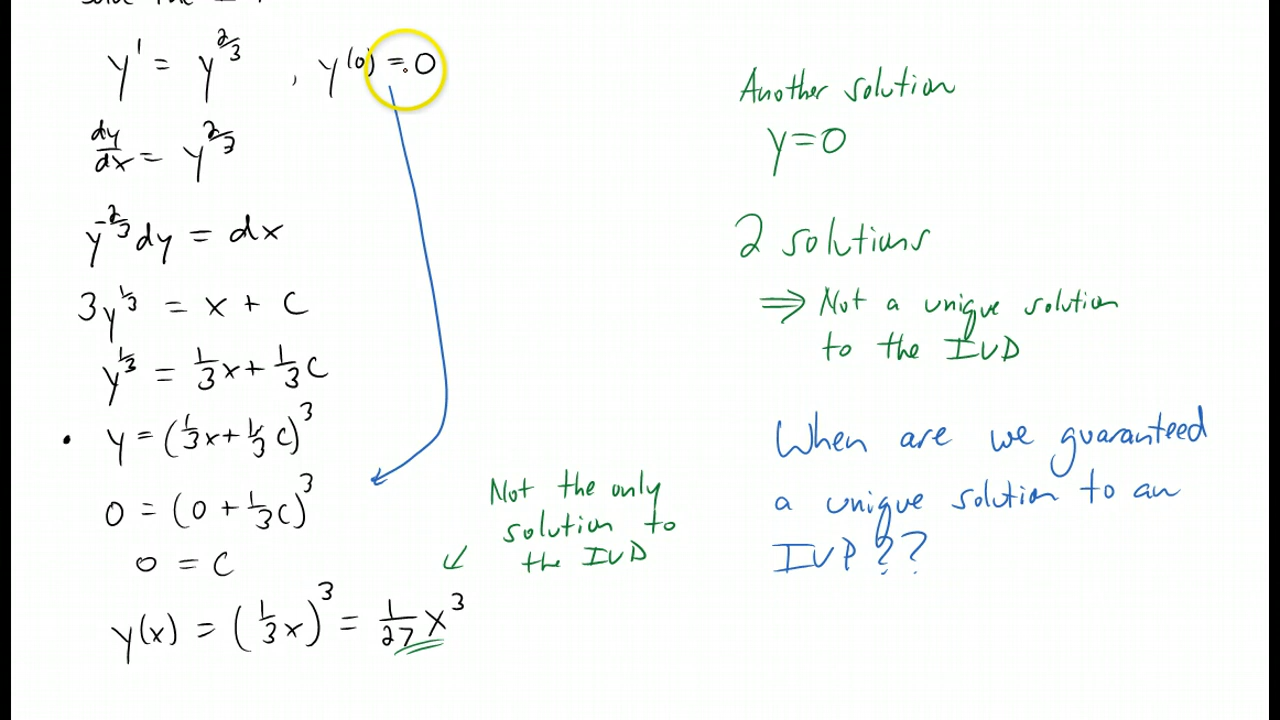 y' = y^{2/3} , y(0) = 0
dy/dx = y^{2/3}
y^{-2/3} dy = dx
3y^{1/3} = x + C
y^{1/3} = 1/3 x + 1/3 C
• y = (1/3 x + 1/3 C)^3
0 = (0 + 1/3 C)^3
0 = C
y(x) = (1/3 x)^3 = 1/27 x^3
Not the only
solution to
the IVP
Another solution
y=0
2 solutions
⇒ Not a unique solution
to the IVP
When are we guaranteed
a unique solution to an
IVP??